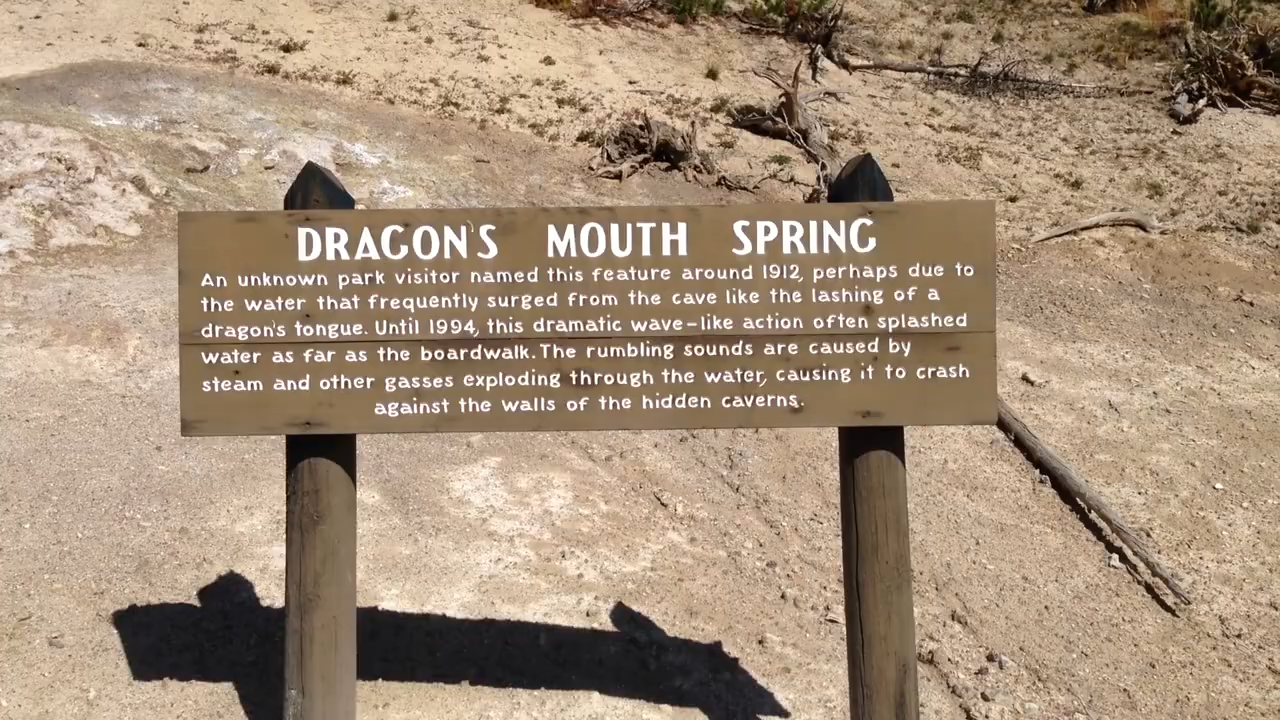 DRAGON'S MOUTH SPRING
An unknown park visitor named this feature around 1912, perhaps due to
the water that frequently surged from the cave like the lashing of a
dragon's tongue. Until 1994, this dramatic wave-like action often splashed
water as far as the boardwalk. The rumbling sounds are caused by
steam and other gasses exploding through the water, causing it to crash
against the walls of the hidden caverns.